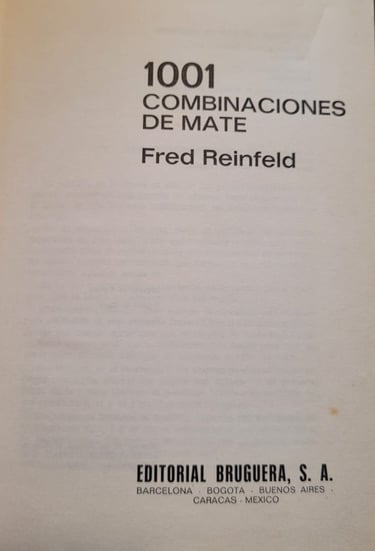 1001
COMBINACIONES
DE MATE
Fred Reinfeld
EDITORIAL BRUGUERA, S. A.
BARCELONA · BOGOTA · BUENOS AIRES ·
CARACAS · MEXICO